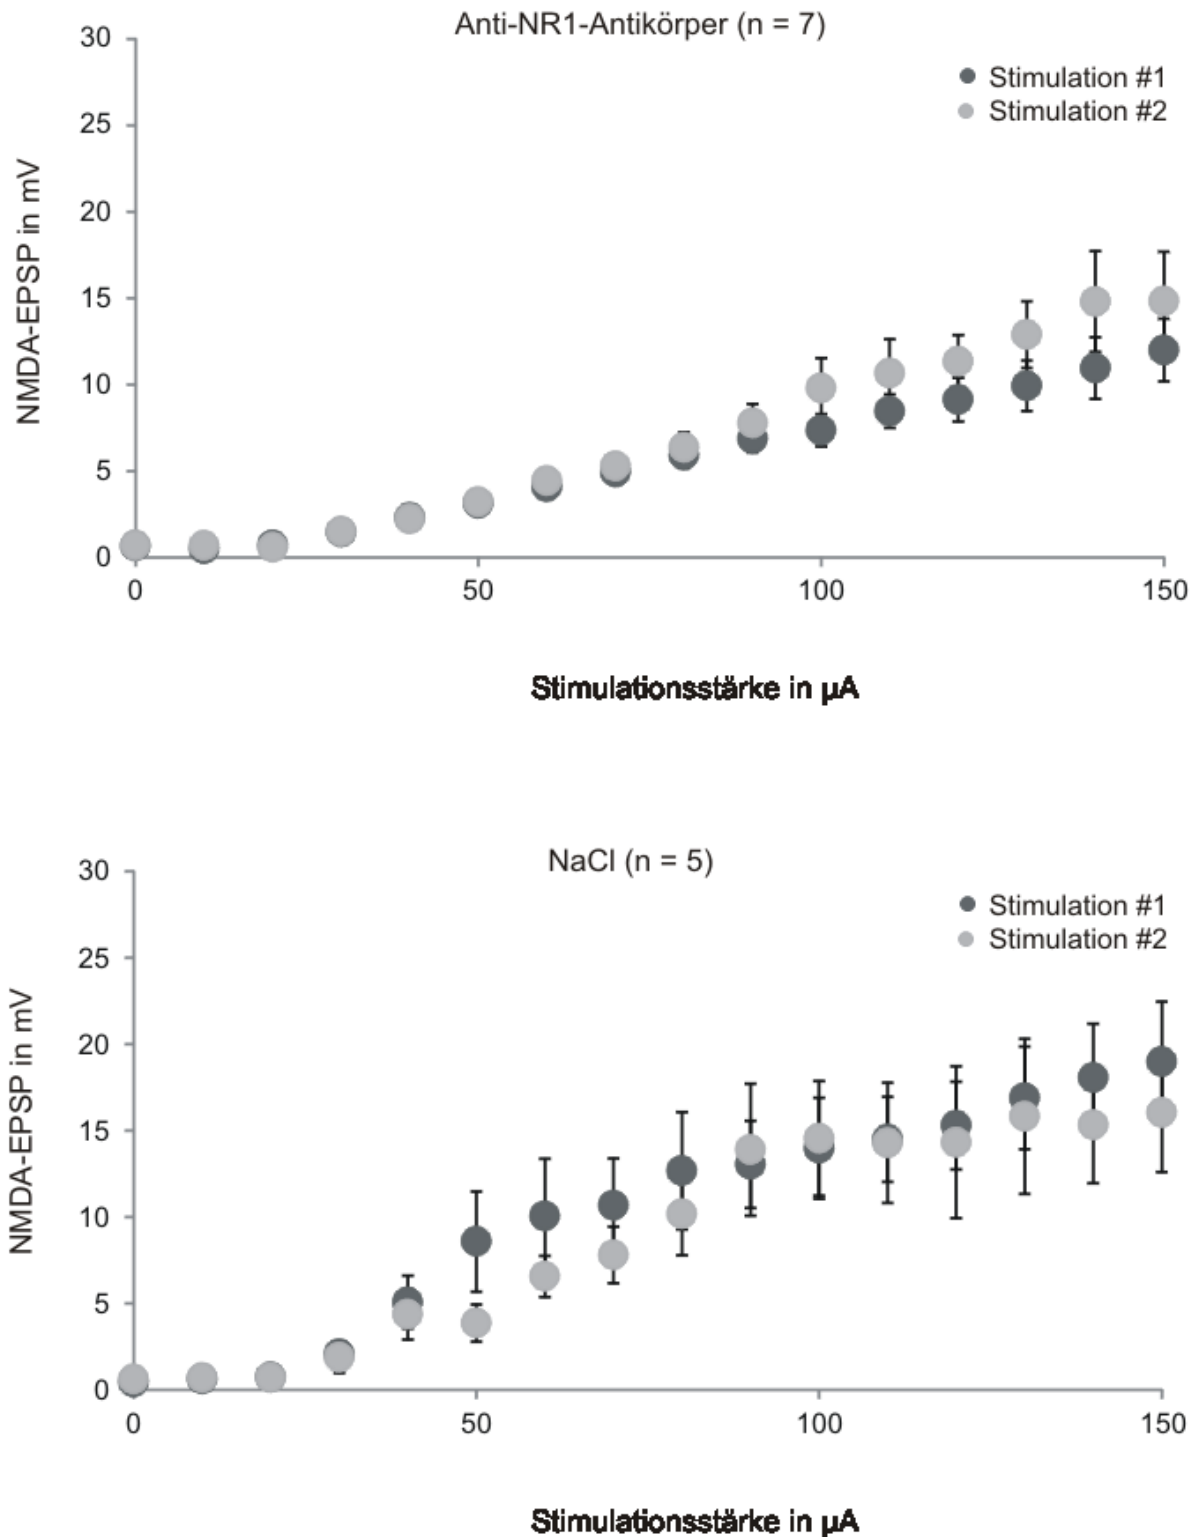 Anti-NR1-Antikörper (n = 7)
Stimulation #1
Stimulation #2
NMDA-EPSP in mV
30
25
20
15
10
5
0
0 50 100 150
Stimulationsstärke in µA
NaCl (n = 5)
Stimulation #1
Stimulation #2
NMDA-EPSP in mV
30
25
20
15
10
5
0
0 50 100 150
Stimulationsstärke in µA